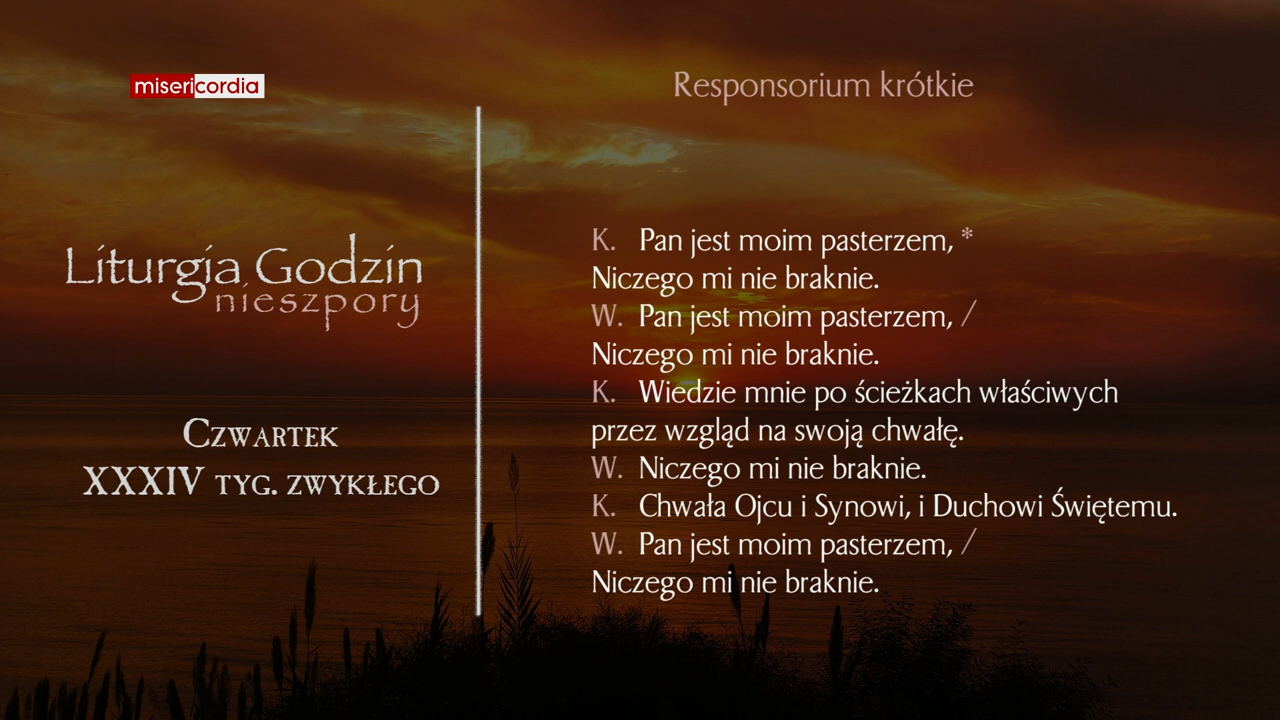 misericordia
Liturgia Godzin
nieszpory
Czwartek
XXXIV tyg. zwykłego
Responsorium krótkie
K. Pan jest moim pasterzem, *
Niczego mi nie braknie.
W. Pan jest moim pasterzem, /
Niczego mi nie braknie.
K. Wiedzie mnie po ścieżkach właściwych
przez wzgląd na swoją chwałę.
W. Niczego mi nie braknie.
K. Chwała Ojcu i Synowi, i Duchowi Świętemu.
W. Pan jest moim pasterzem, /
Niczego mi nie braknie.